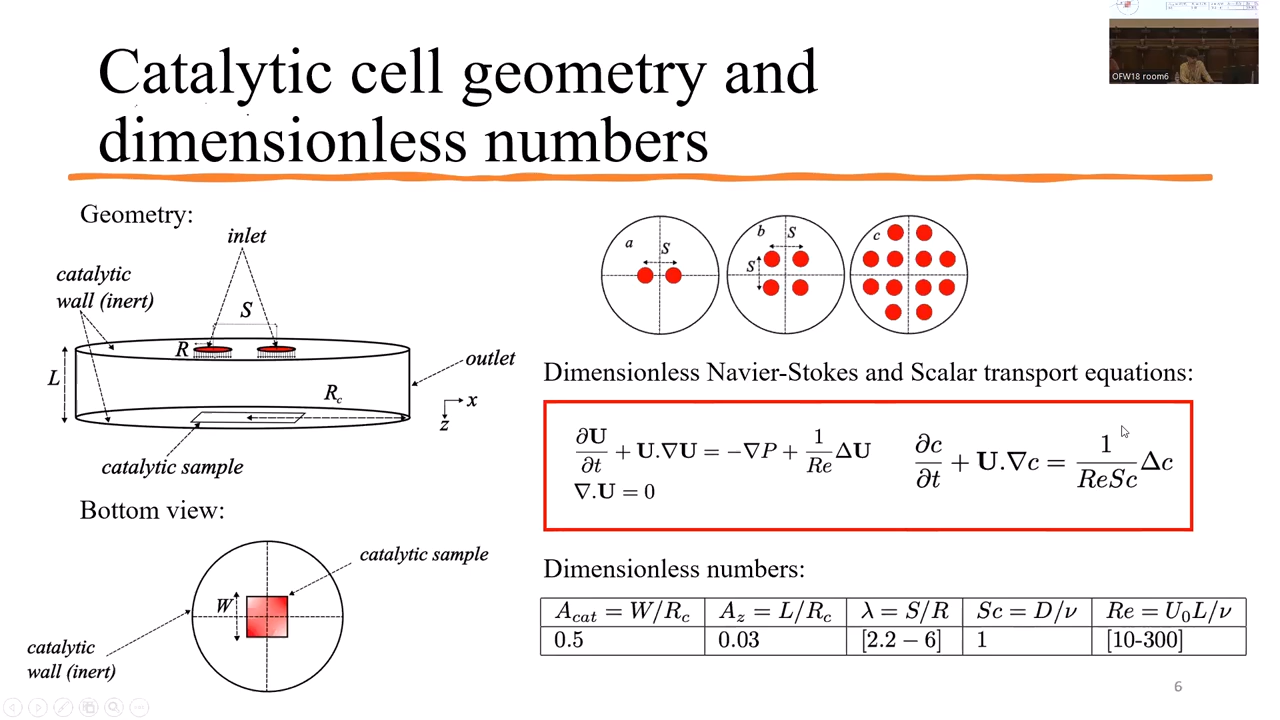 Catalytic cell geometry and
dimensionless numbers
OFW18 room6
Geometry:
inlet
catalytic
wall (inert)
S
R
L
outlet
R_c
x
z
catalytic sample
Bottom view:
catalytic sample
W
catalytic
wall (inert)
a
S
b
S
S
c
Dimensionless Navier-Stokes and Scalar transport equations:
∂U/∂t + U.∇U = −∇P + 1/Re ΔU
∇.U = 0
∂c/∂t + U.∇c = 1/ReSc Δc
Dimensionless numbers:
A_cat = W/R_c A_z = L/R_c λ = S/R Sc = D/ν Re = U_0L/ν
0.5 0.03 [2.2 − 6] 1 [10-300]
6